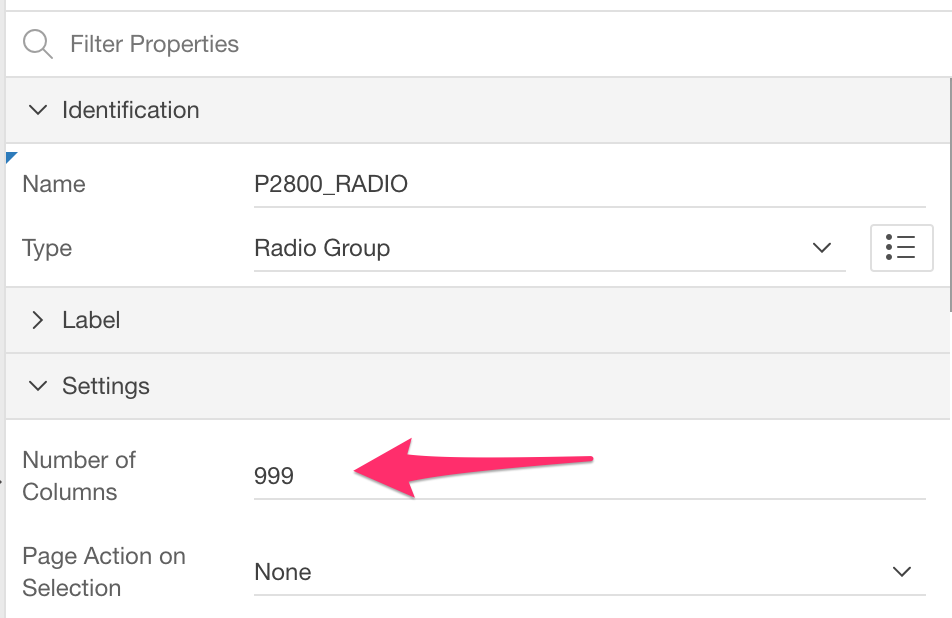 Filter Properties
Identification
Name
P2800_RADIO
Type
Radio Group
Label
Settings
Number of
Columns
999
Page Action on
Selection
None